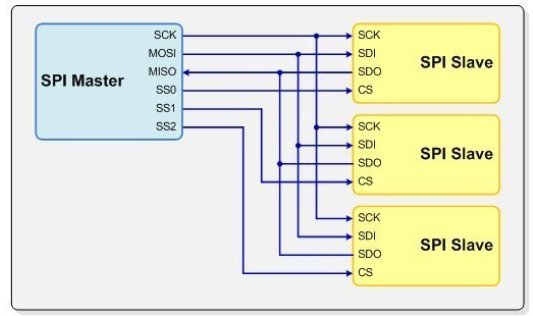 SPI Master
SCK
MOSI
MISO
SS0
SS1
SS2
SCK
SDI
SDO
CS
SPI Slave
SCK
SDI
SDO
CS
SPI Slave
SCK
SDI
SDO
CS
SPI Slave